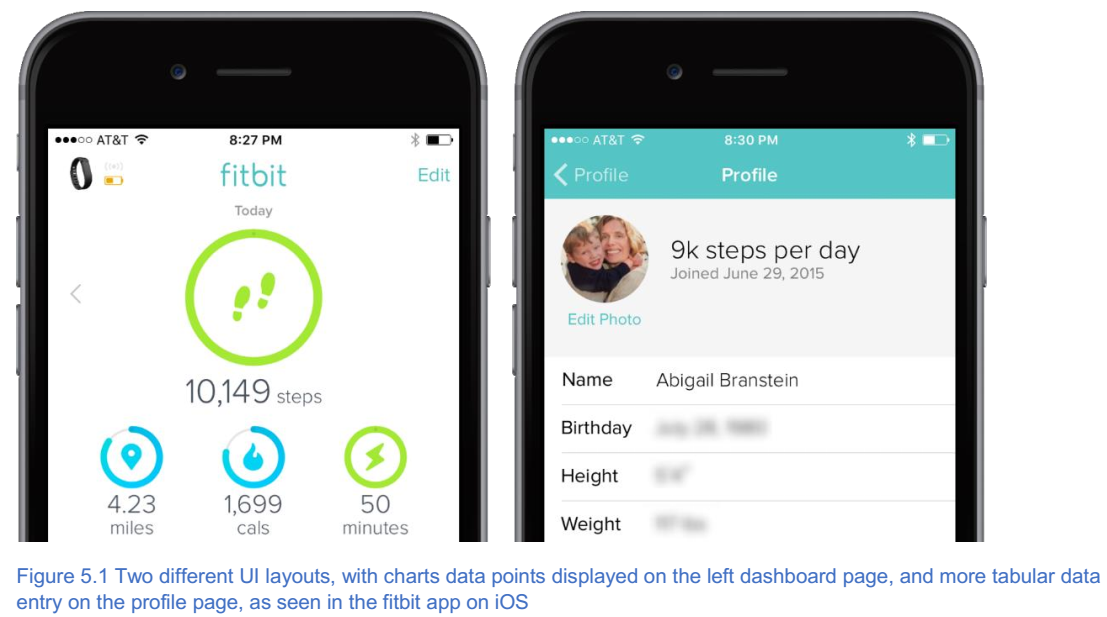 ●●●○○ AT&T 8:27 PM
fitbit Edit
Today
10,149 steps
4.23 1,699 50
miles cals minutes
●●●○○ AT&T 8:30 PM
Profile Profile
9k steps per day
Joined June 29, 2015
Edit Photo
Name Abigail Branstein
Birthday
Height
Weight
Figure 5.1 Two different UI layouts, with charts data points displayed on the left dashboard page, and more tabular data
entry on the profile page, as seen in the fitbit app on iOS